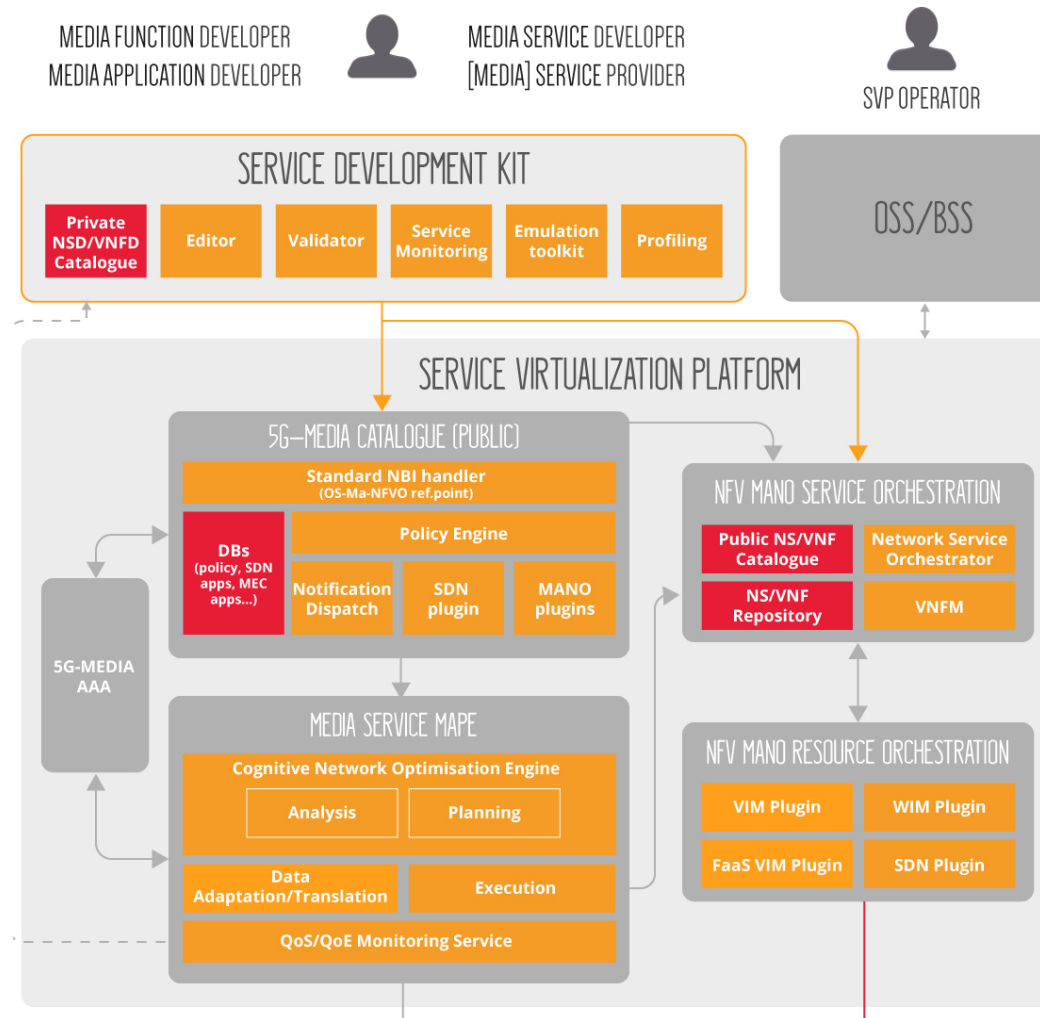 MEDIA FUNCTION DEVELOPER
MEDIA APPLICATION DEVELOPER
MEDIA SERVICE DEVELOPER
[MEDIA] SERVICE PROVIDER
SVP OPERATOR
SERVICE DEVELOPMENT KIT
Private
NSD/VNFD
Catalogue
Editor
Validator
Service
Monitoring
Emulation
toolkit
Profiling
OSS/BSS
SERVICE VIRTUALIZATION PLATFORM
5G–MEDIA CATALOGUE (PUBLIC)
Standard NBI handler
(OS-Ma-NFVO ref.point)
DBs
(policy, SDN
apps, MEC
apps...)
Policy Engine
Notification
Dispatch
SDN
plugin
MANO
plugins
5G-MEDIA
AAA
MEDIA SERVICE MAPE
Cognitive Network Optimisation Engine
Analysis
Planning
Data
Adaptation/Translation
Execution
QoS/QoE Monitoring Service
NFV MANO SERVICE ORCHESTRATION
Public NS/VNF
Catalogue
Network Service
Orchestrator
NS/VNF
Repository
VNFM
NFV MANO RESOURCE ORCHESTRATION
VIM Plugin
WIM Plugin
FaaS VIM Plugin
SDN Plugin